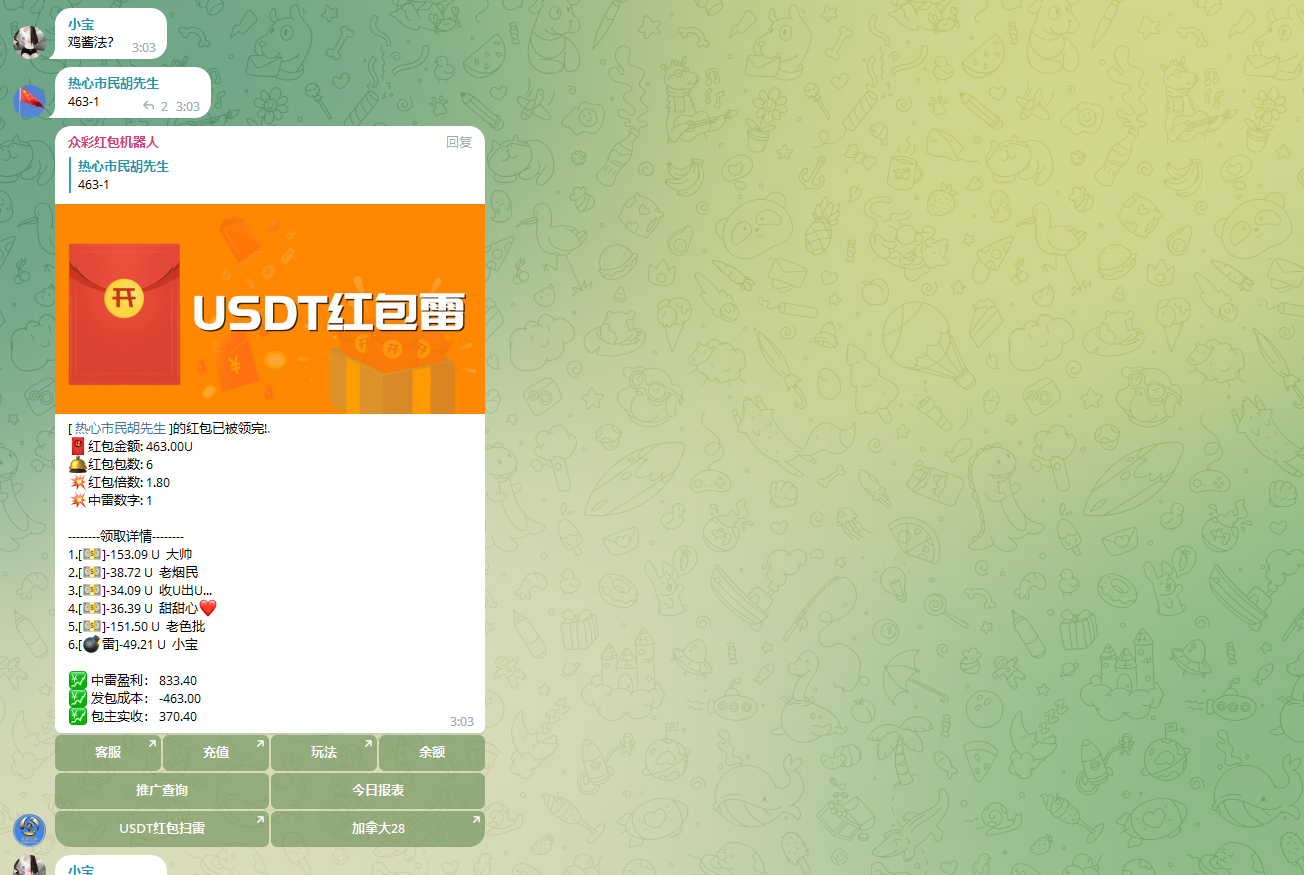 小宝
鸡酱法？ 3:03
热心市民胡先生
463-1 2 3:03
众彩红包机器人 回复
热心市民胡先生
463-1
USDT红包雷
[ 热心市民胡先生 ]的红包已被领完!.
红包金额: 463.00U
红包包数: 6
红包倍数: 1.80
中雷数字: 1
--------领取详情--------
1.[💵]-153.09 U 大帅
2.[💵]-38.72 U 老烟民
3.[💵]-34.09 U 收U出U...
4.[💵]-36.39 U 甜甜心❤️
5.[💵]-151.50 U 老色批
6.[💣雷]-49.21 U 小宝
中雷盈利： 833.40
发包成本： -463.00
包主实收： 370.40
3:03
客服 充值 玩法 余额
推广查询 今日报表
USDT红包扫雷 加拿大28
小宝